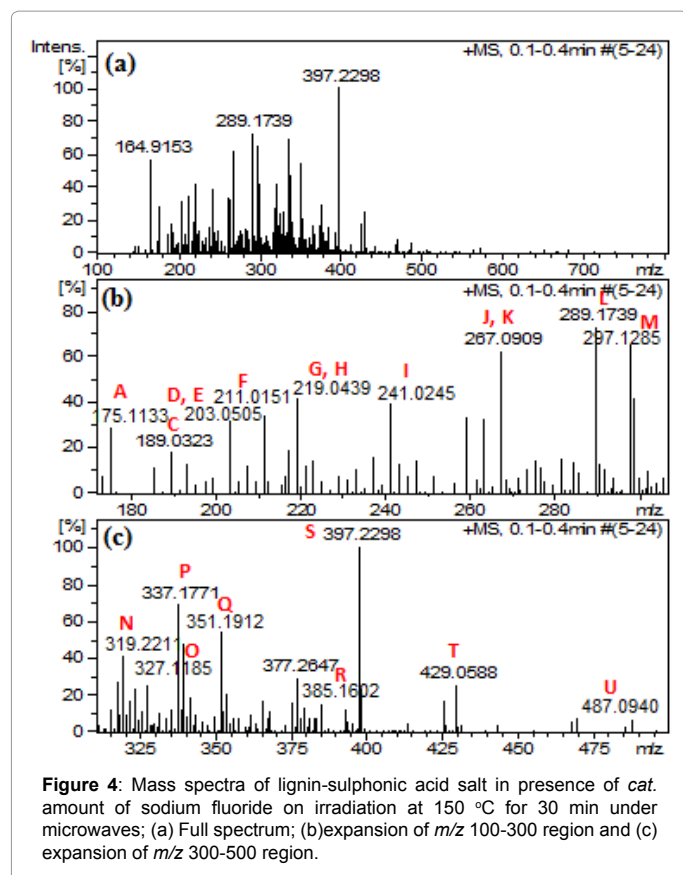 Intens. +MS, 0.1-0.4min #(5-24)
[%] (a) 397.2298
100
80 289.1739
164.9153
60
40
20
0
100 200 300 400 500 600 700 m/z
[%] (b) +MS, 0.1-0.4min #(5-24)
L
80 J, K 289.1739 M
267.0909 297.1285
60 G, H
A D, E F 219.0439 I
211.0151 241.0245
40 175.1133 203.0505
C
189.0323
20
0
180 200 220 240 260 280 m/z
[%] (c) S +MS, 0.1-0.4min #(5-24)
397.2298
100
P
80 337.1771
Q
60 N 351.1912
319.2211 O T
40 327.1185 377.2647 R 429.0588
385.1602 U
20 487.0940
0
325 350 375 400 425 450 475 m/z
Figure 4: Mass spectra of lignin-sulphonic acid salt in presence of cat.
amount of sodium fluoride on irradiation at 150 °C for 30 min under
microwaves; (a) Full spectrum; (b)expansion of m/z 100-300 region and (c)
expansion of m/z 300-500 region.